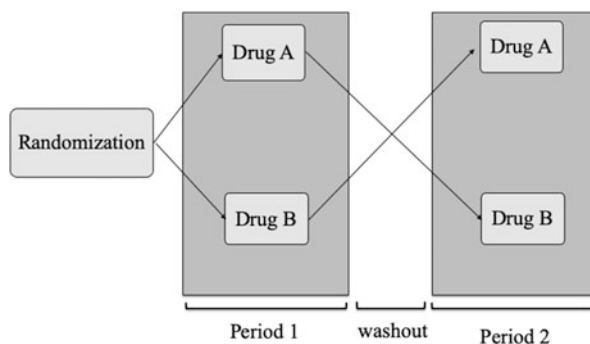 Drug A
Drug A
Randomization
Drug B
Drug B
Period 1
washout
Period 2